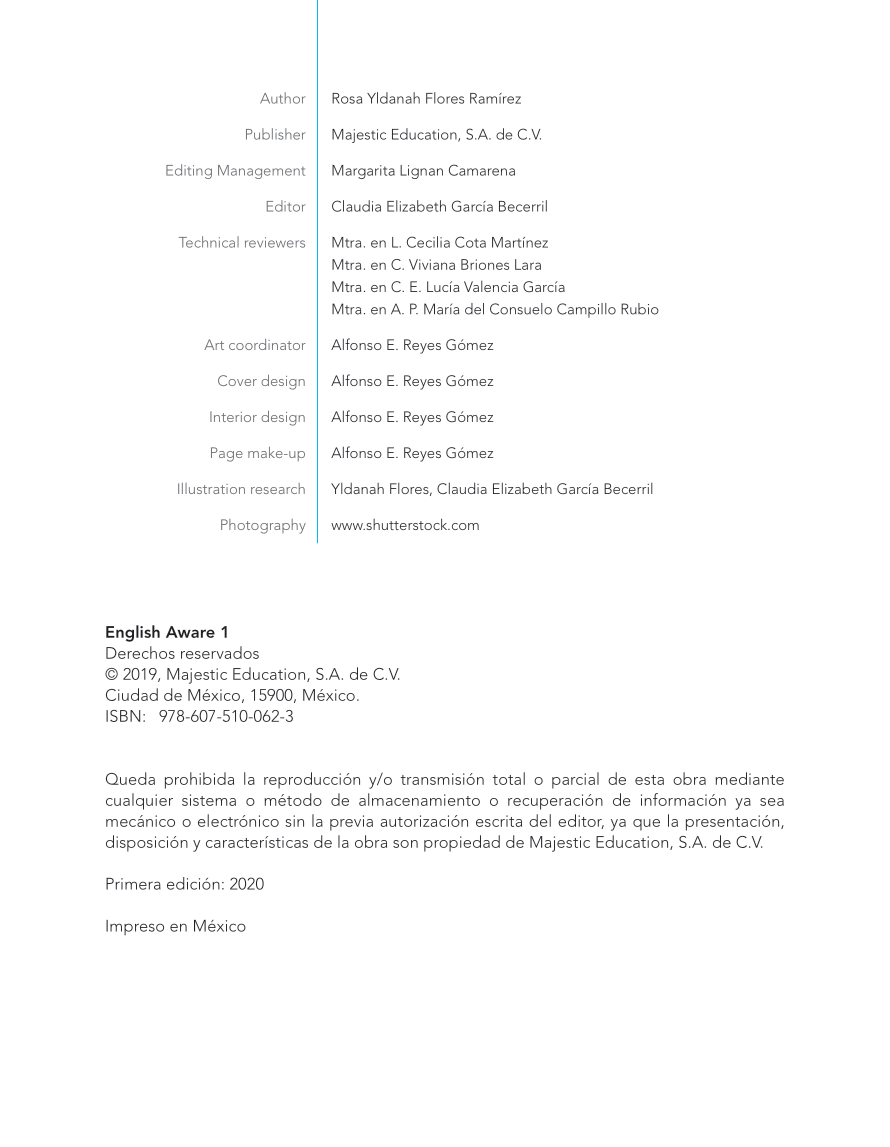 Author Rosa Yldanah Flores Ramírez
Publisher Majestic Education, S.A. de C.V.
Editing Management Margarita Lignan Camarena
Editor Claudia Elizabeth García Becerril
Technical reviewers Mtra. en L. Cecilia Cota Martínez
Mtra. en C. Viviana Briones Lara
Mtra. en C. E. Lucía Valencia García
Mtra. en A. P. María del Consuelo Campillo Rubio
Art coordinator Alfonso E. Reyes Gómez
Cover design Alfonso E. Reyes Gómez
Interior design Alfonso E. Reyes Gómez
Page make-up Alfonso E. Reyes Gómez
Illustration research Yldanah Flores, Claudia Elizabeth García Becerril
Photography www.shutterstock.com
English Aware 1
Derechos reservados
© 2019, Majestic Education, S.A. de C.V.
Ciudad de México, 15900, México.
ISBN: 978-607-510-062-3
Queda prohibida la reproducción y/o transmisión total o parcial de esta obra mediante
cualquier sistema o método de almacenamiento o recuperación de información ya sea
mecánico o electrónico sin la previa autorización escrita del editor, ya que la presentación,
disposición y características de la obra son propiedad de Majestic Education, S.A. de C.V.
Primera edición: 2020
Impreso en México